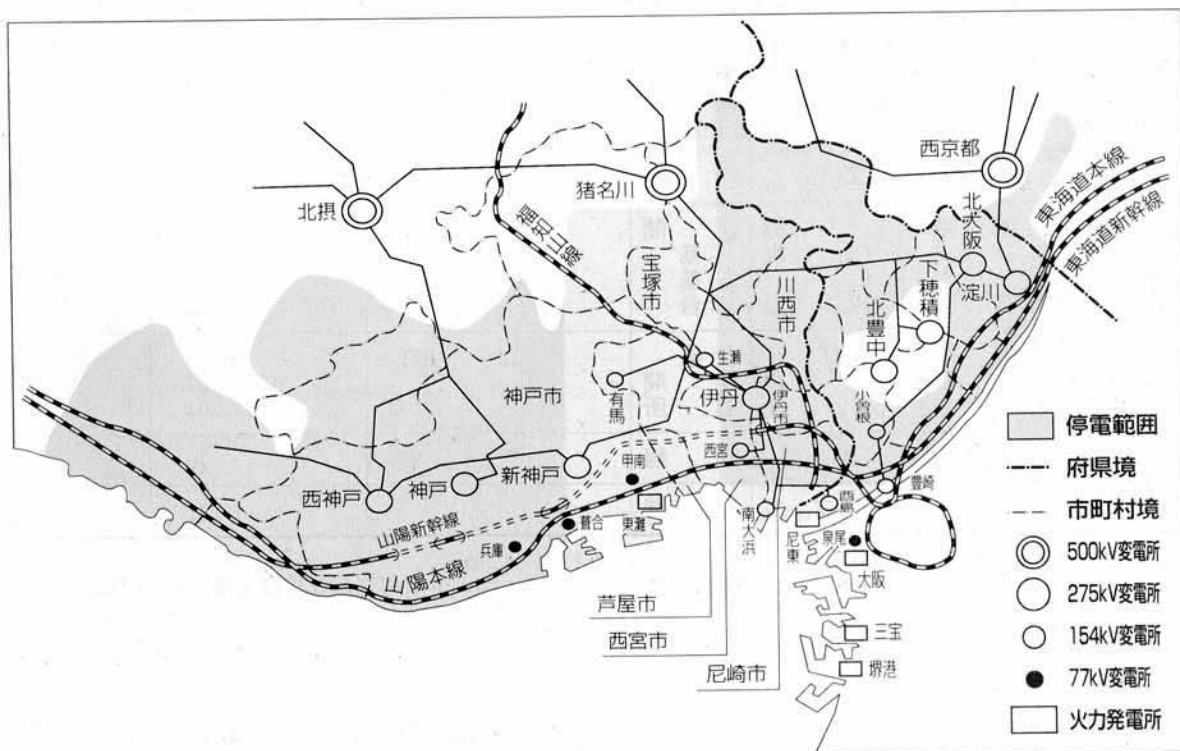 西京都
猪名川
北摂
東海道本線
東海道新幹線
北大阪
福知山線
宝塚市
川西市
下穂積
淀川
北豊中
生瀬
有馬
伊丹
伊丹市
小曽根
神戸市
西宮
甲南
新神戸
神戸
西神戸
豊崎
酉島
南大浜
葺合
東灘
尼東
泉尾
山陽新幹線
兵庫
山陽本線
大阪
芦屋市
西宮市
尼崎市
三宝
堺港
停電範囲
府県境
市町村境
500kV変電所
275kV変電所
154kV変電所
77kV変電所
火力発電所